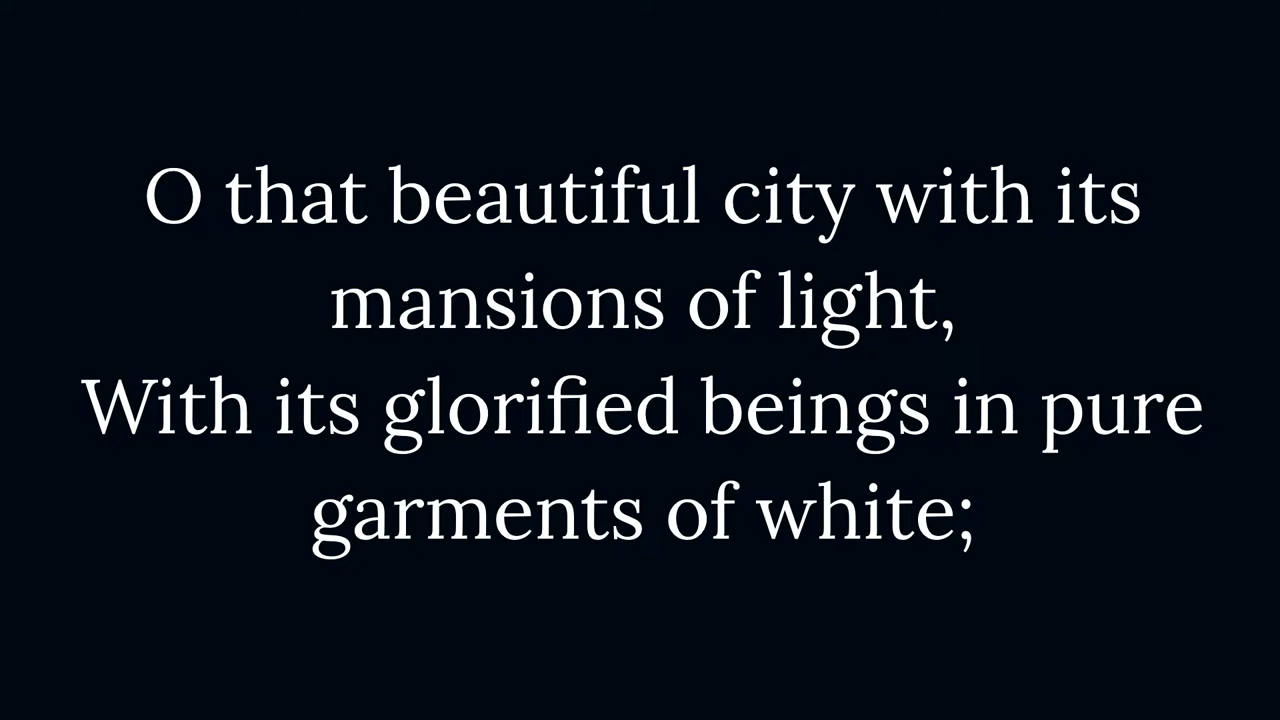 O that beautiful city with its
mansions of light,
With its glorified beings in pure
garments of white;